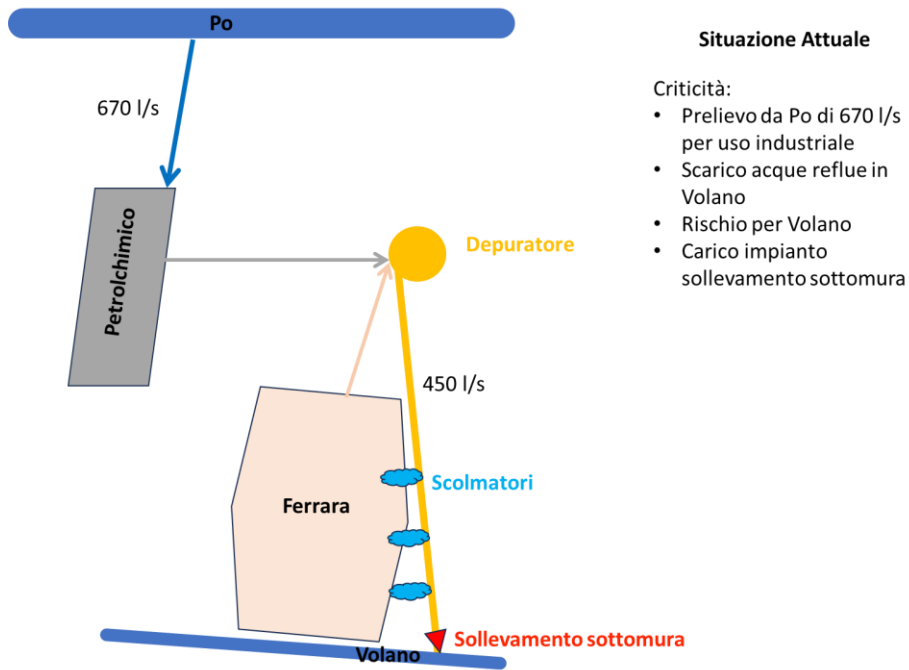 Po
Situazione Attuale
670 l/s
Criticità:
• Prelievo da Po di 670 l/s
per uso industriale
• Scarico acque reflue in
Volano
• Rischio per Volano
• Carico impianto
sollevamento sottomura
Petrolchimico
Depuratore
450 l/s
Scolmatori
Ferrara
Sollevamento sottomura
Volano